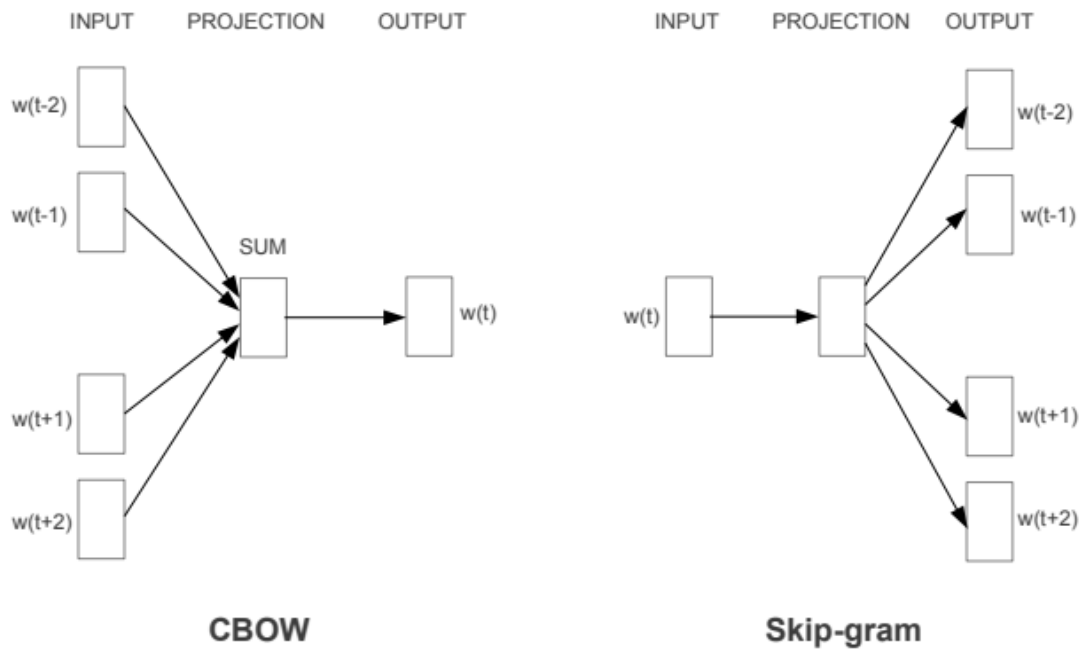 INPUT PROJECTION OUTPUT
w(t-2)
w(t-1)
SUM
w(t)
w(t+1)
w(t+2)
CBOW
INPUT PROJECTION OUTPUT
w(t-2)
w(t-1)
w(t)
w(t+1)
w(t+2)
Skip-gram